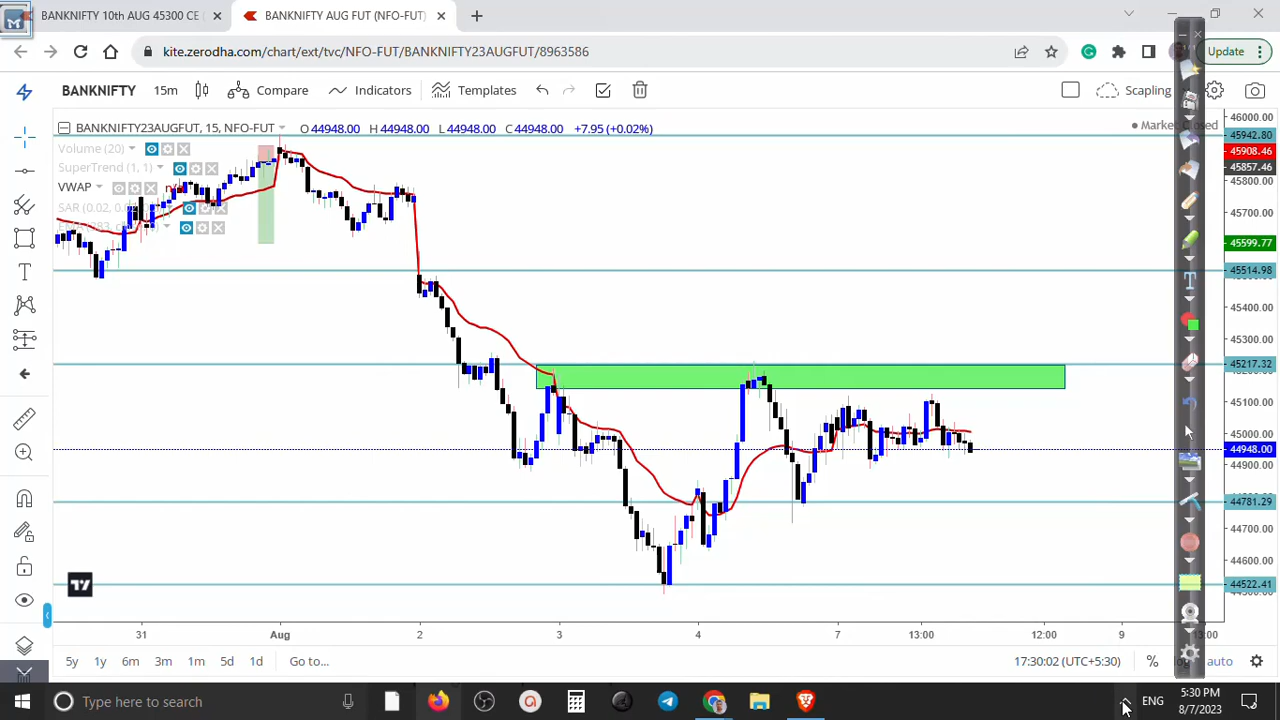 BANKNIFTY 10th AUG 45300 CE (
BANKNIFTY AUG FUT (NFO-FUT)
kite.zerodha.com/chart/ext/tvc/NFO-FUT/BANKNIFTY23AUGFUT/8963586
Update
BANKNIFTY 15m Compare Indicators Templates Scapling
BANKNIFTY23AUGFUT, 15, NFO-FUT O 44948.00 H 44948.00 L 44948.00 C 44948.00 +7.95 (+0.02%)
Market Closed
Volume (20)
SuperTrend (1, 1)
VWAP n/a
SAR (0.02,
46000.00
45942.80
45908.46
45857.46
45800.00
45700.00
45599.77
45514.98
45400.00
45300.00
45217.32
45100.00
45000.00
44948.00
44900.00
44781.29
44700.00
44600.00
44522.41
31 Aug 2 3 4 7 13:00 12:00 9 13:00
5y 1y 6m 3m 1m 5d 1d Go to... 17:30:02 (UTC+5:30) % log auto
Type here to search
ENG
5:30 PM
8/7/2023